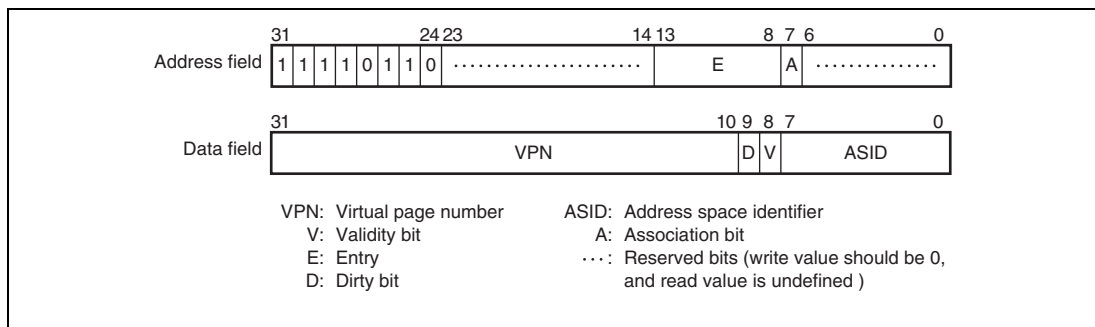 31 24 23 14 13 8 7 6 0
Address field 1 1 1 1 0 1 1 0 ······················· E A ···············
31 10 9 8 7 0
Data field VPN D V ASID
VPN: Virtual page number ASID: Address space identifier
V: Validity bit A: Association bit
E: Entry ···: Reserved bits (write value should be 0,
D: Dirty bit and read value is undefined )